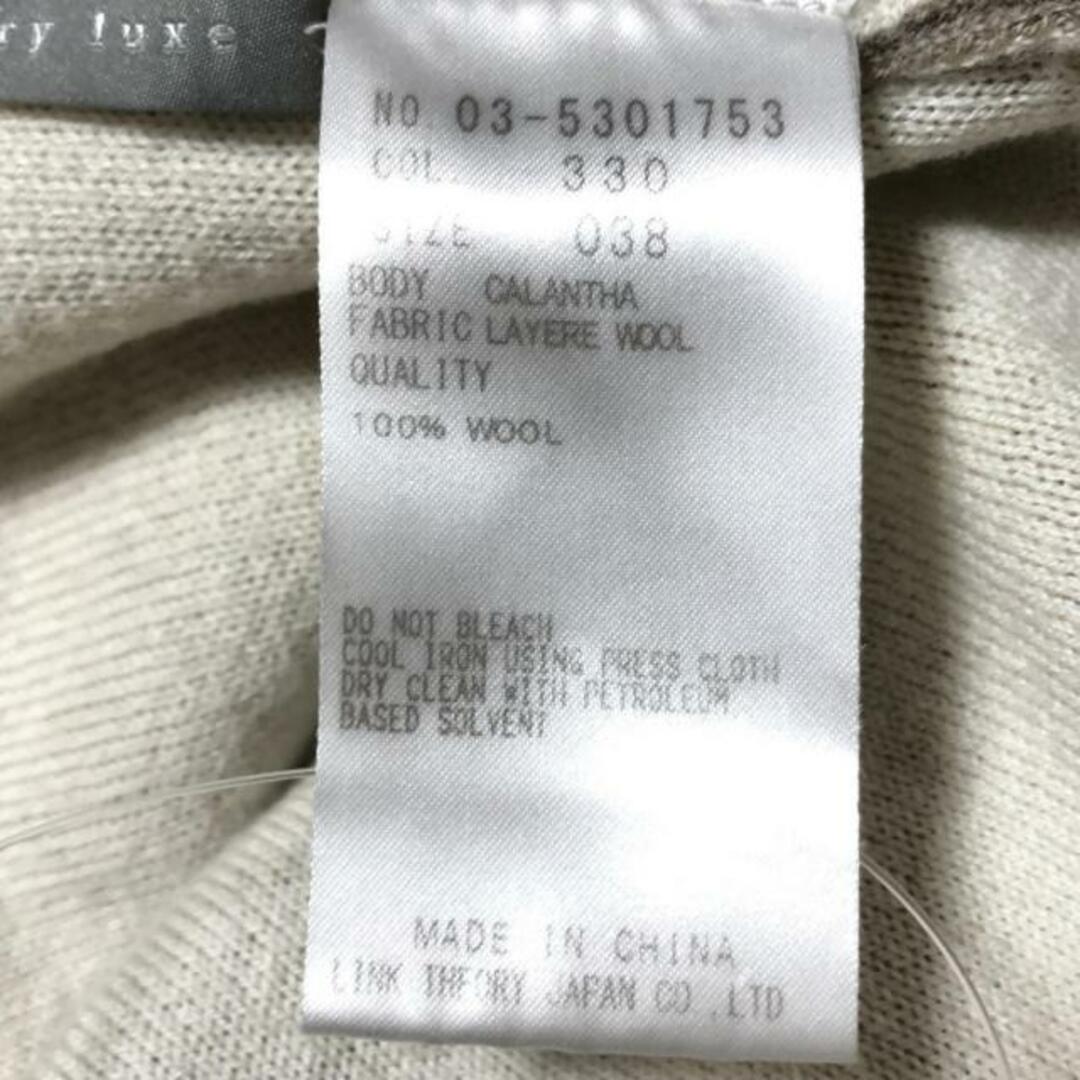 ry luxe
NO 03-5301753
COL 330
SIZE 038
BODY CALANTHA
FABRIC LAYERE WOOL
QUALITY
100% WOOL
DO NOT BLEACH
COOL IRON USING PRESS CLOTH
DRY CLEAN WITH PETROLEUM
BASED SOLVENT
MADE IN CHINA
LINK THEORY JAPAN CO.,LTD